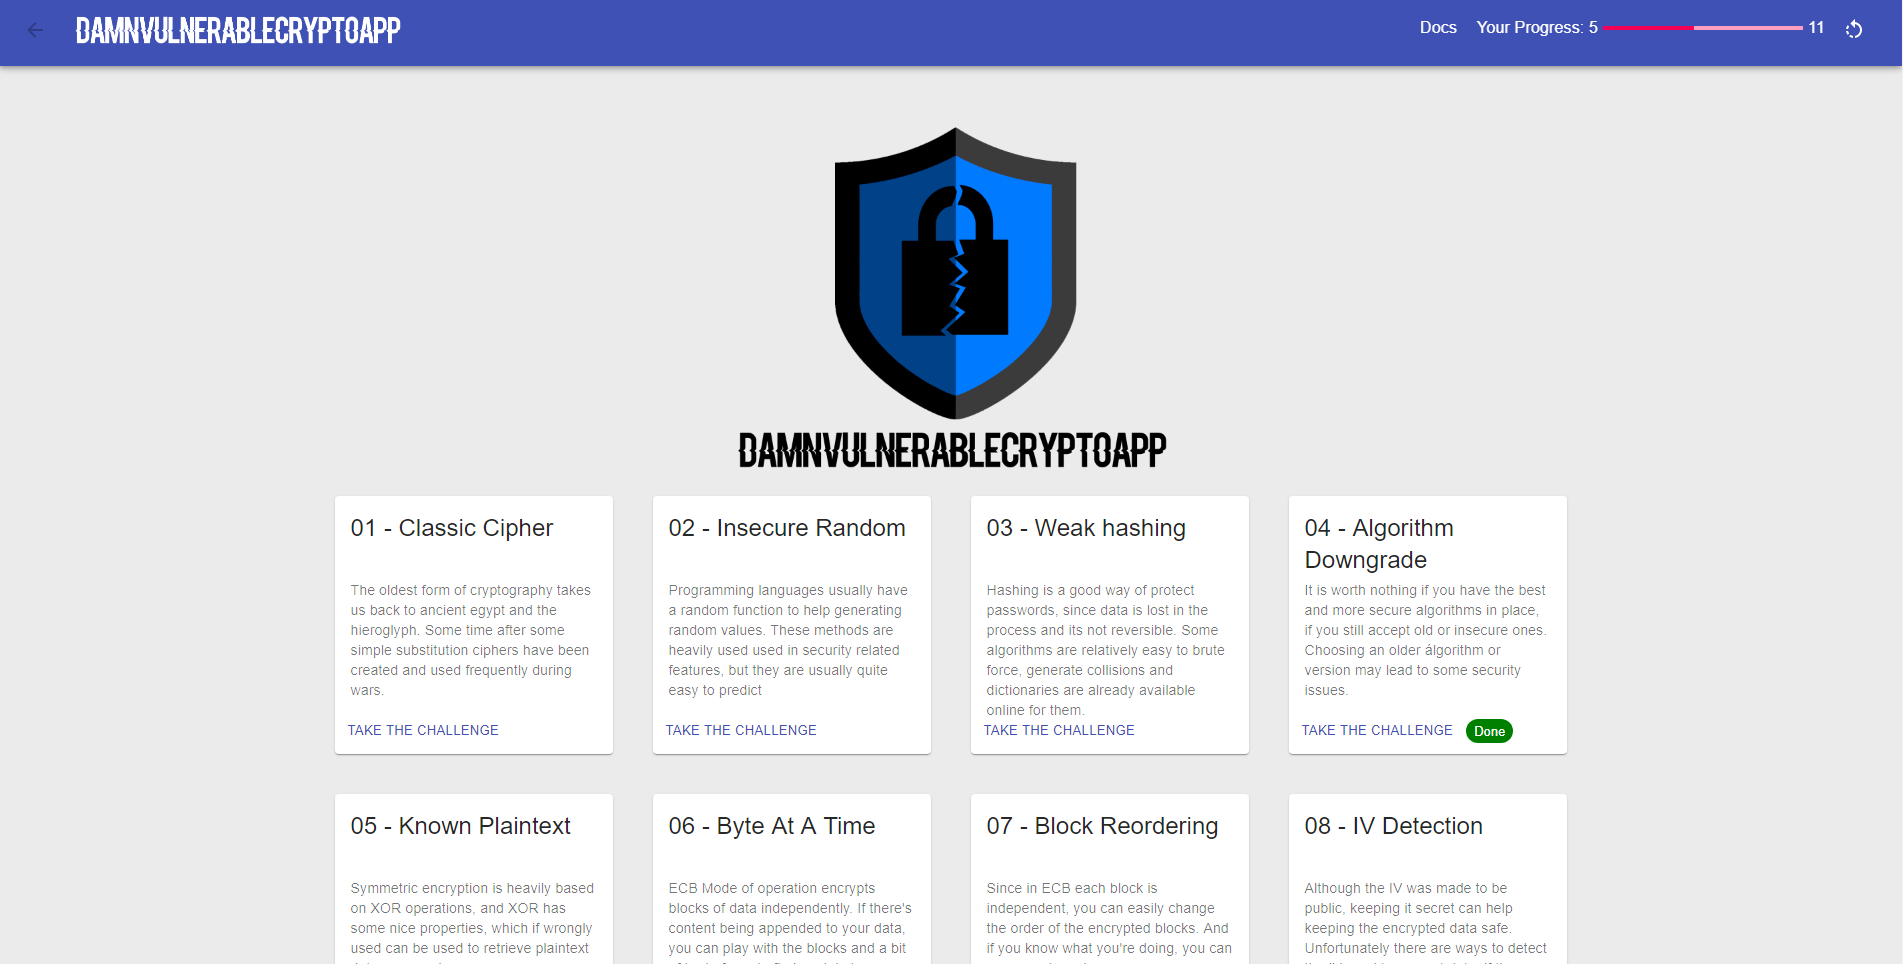 DAMNVULNERABLECRYPTOAPP
Docs Your Progress: 5 11
DAMNVULNERABLECRYPTOAPP
01 - Classic Cipher
The oldest form of cryptography takes
us back to ancient egypt and the
hieroglyph. Some time after some
simple substitution ciphers have been
created and used frequently during
wars.
TAKE THE CHALLENGE
02 - Insecure Random
Programming languages usually have
a random function to help generating
random values. These methods are
heavily used used in security related
features, but they are usually quite
easy to predict
TAKE THE CHALLENGE
03 - Weak hashing
Hashing is a good way of protect
passwords, since data is lost in the
process and its not reversible. Some
algorithms are relatively easy to brute
force, generate collisions and
dictionaries are already available
online for them.
TAKE THE CHALLENGE
04 - Algorithm
Downgrade
It is worth nothing if you have the best
and more secure algorithms in place,
if you still accept old or insecure ones.
Choosing an older álgorithm or
version may lead to some security
issues.
TAKE THE CHALLENGE Done
05 - Known Plaintext
Symmetric encryption is heavily based
on XOR operations, and XOR has
some nice properties, which if wrongly
used can be used to retrieve plaintext
06 - Byte At A Time
ECB Mode of operation encrypts
blocks of data independently. If there's
content being appended to your data,
you can play with the blocks and a bit
07 - Block Reordering
Since in ECB each block is
independent, you can easily change
the order of the encrypted blocks. And
if you know what you're doing, you can
08 - IV Detection
Although the IV was made to be
public, keeping it secret can help
keeping the encrypted data safe.
Unfortunately there are ways to detect